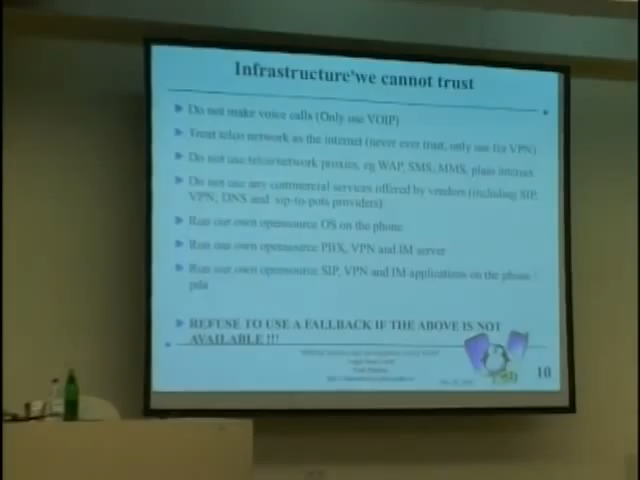 Infrastructure we cannot trust
Do not make voice calls (Only use VOIP)
Treat telco network as the internet (never ever trust, only use for VPN)
Do not use telco network proxies, eg WAP, SMS, MMS, plain internet
Do not use any commercial services offered by vendors (including SIP,
VPN, DNS and sip-to-pots providers)
Run our own opensource OS on the phone
Run our own opensource PBX, VPN and IM server
Run our own opensource SIP, VPN and IM applications on the phone /
pda
REFUSE TO USE A FALLBACK IF THE ABOVE IS NOT
AVAILABLE !!!
10